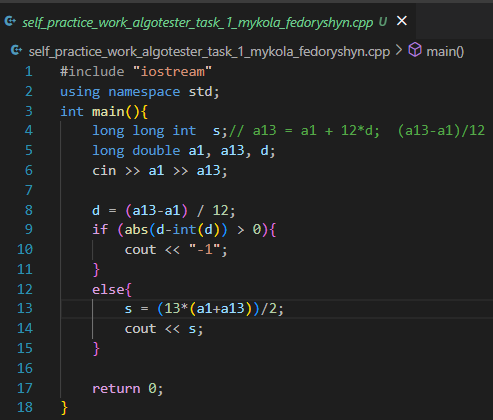 self_practice_work_algotester_task_1_mykola_fedoryshyn.cpp U ×
self_practice_work_algotester_task_1_mykola_fedoryshyn.cpp > main()
1 #include "iostream"
2 using namespace std;
3 int main(){
4     long long int  s;// a13 = a1 + 12*d;  (a13-a1)/12
5     long double a1, a13, d;
6     cin >> a1 >> a13;
7
8     d = (a13-a1) / 12;
9     if (abs(d-int(d)) > 0){
10         cout << "-1";
11     }
12     else{
13         s = (13*(a1+a13))/2;
14         cout << s;
15     }
16
17     return 0;
18 }